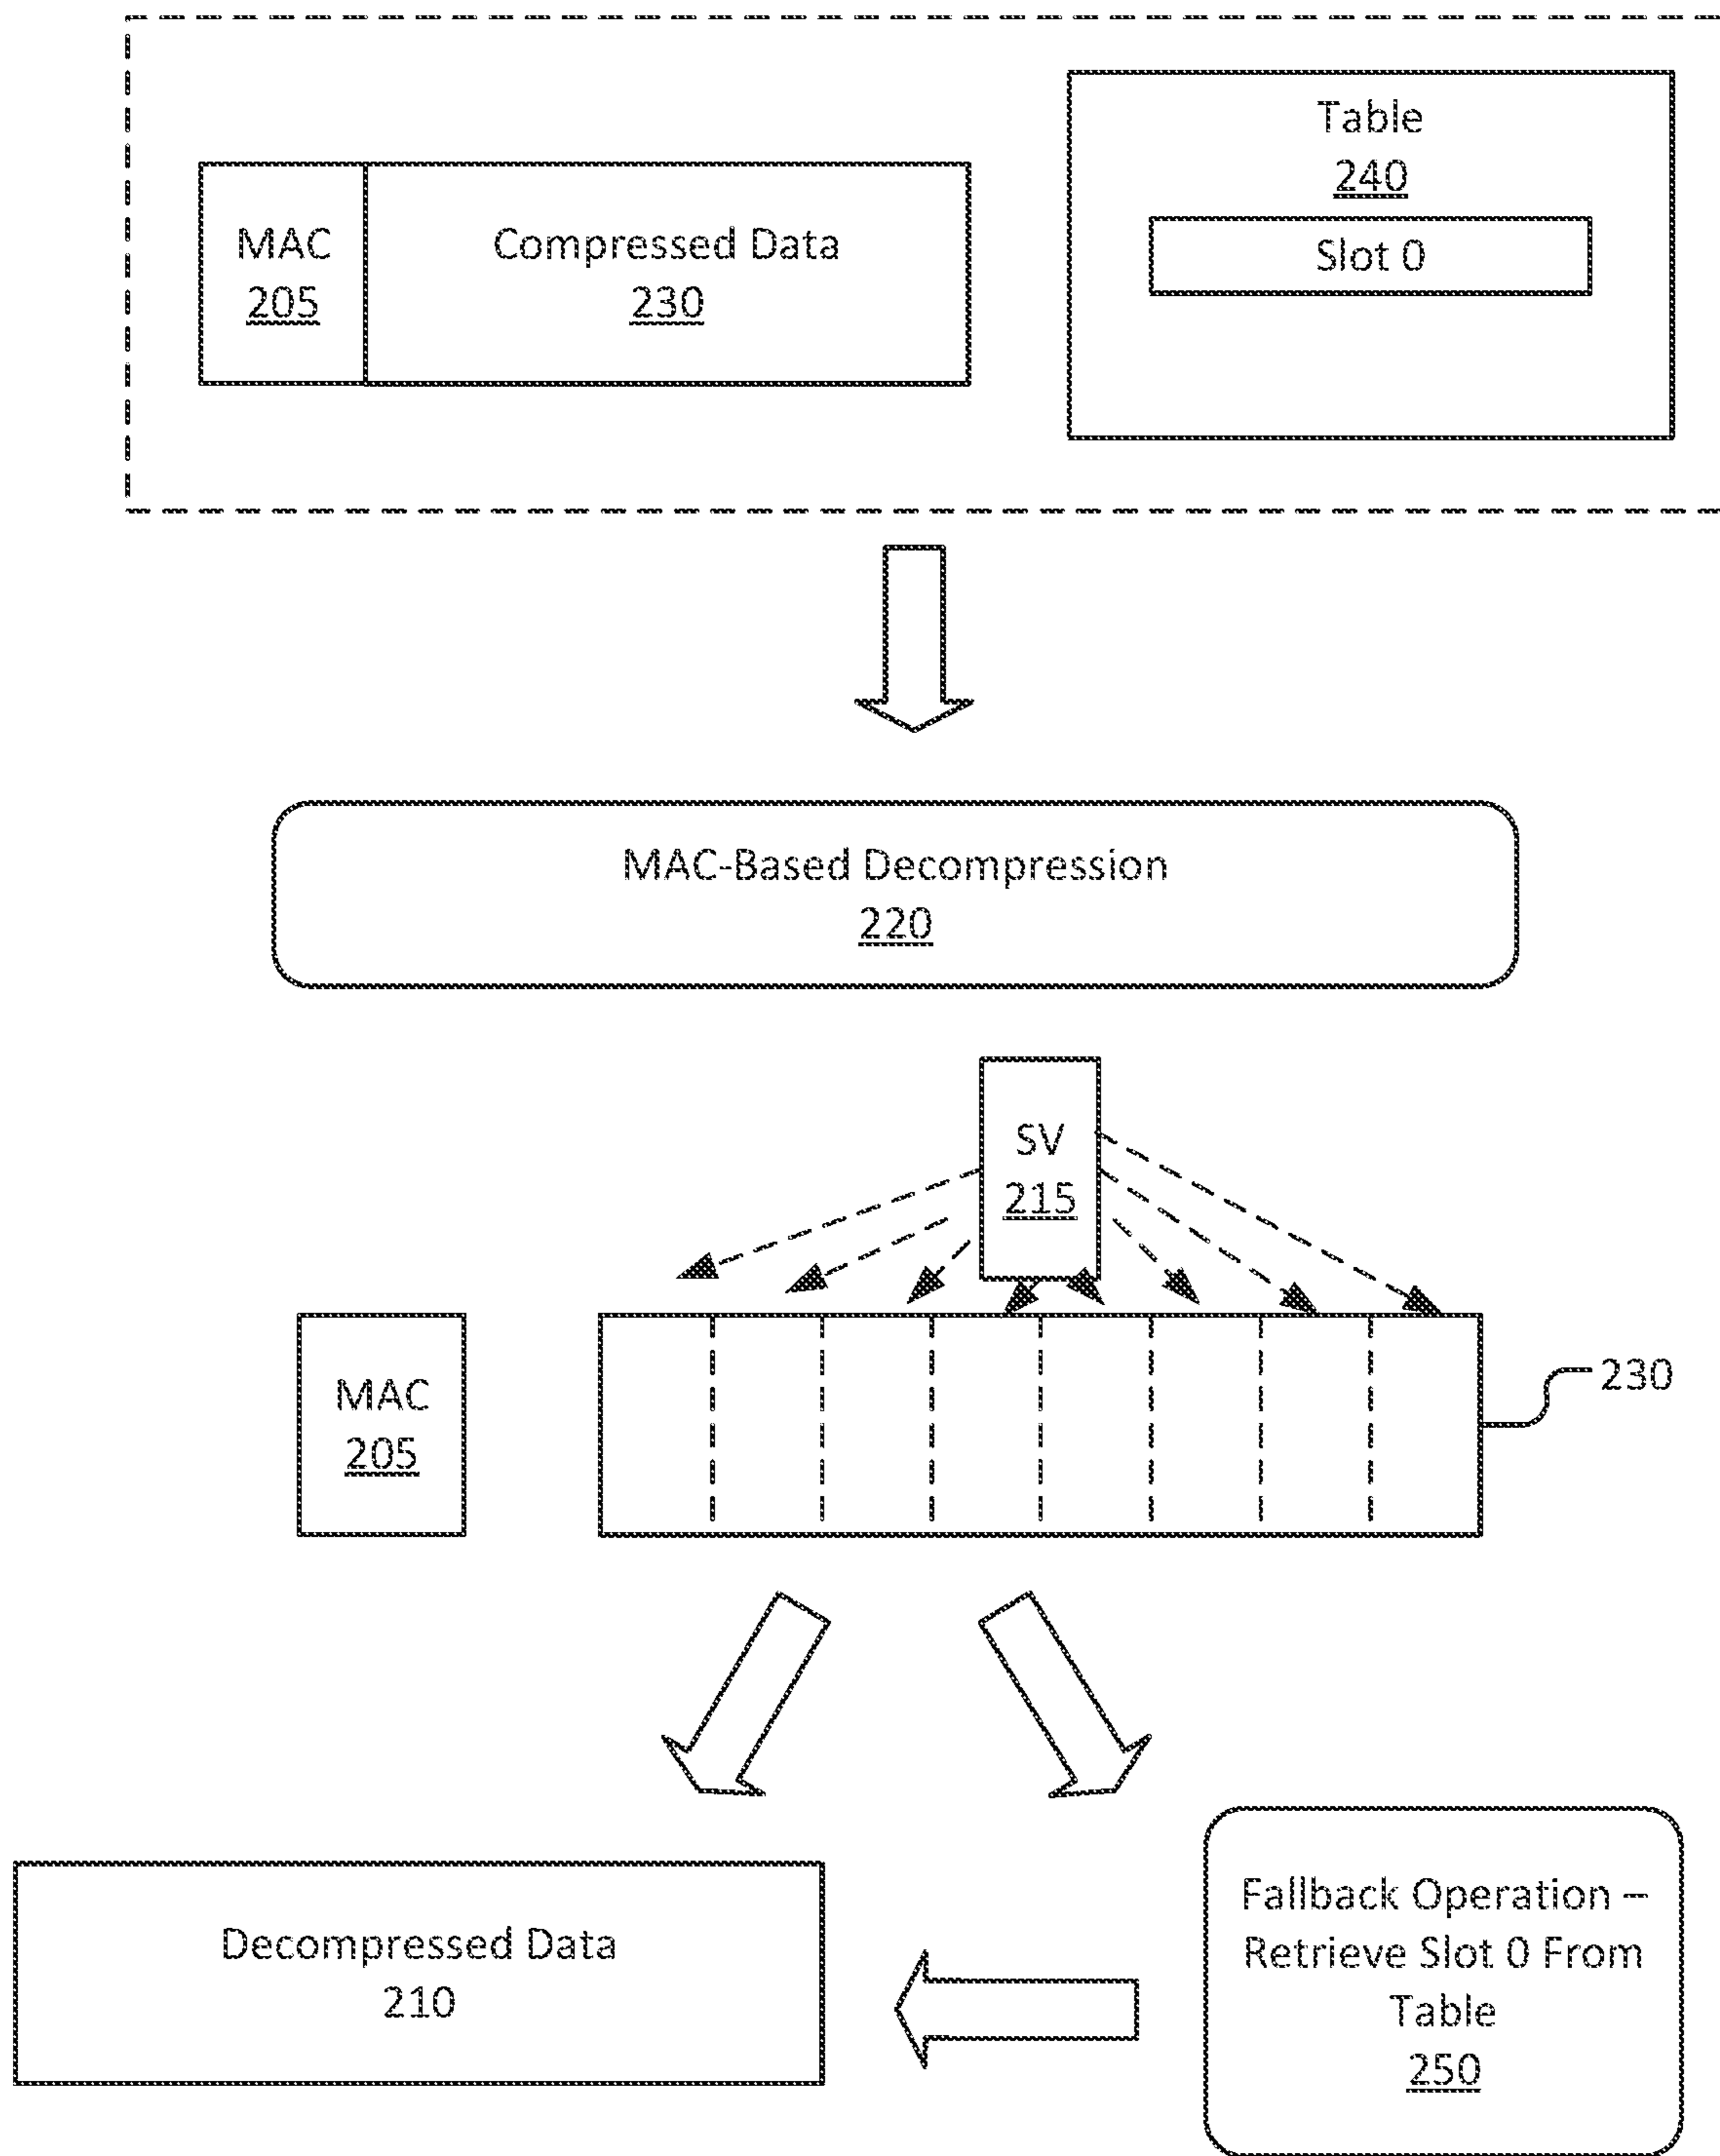 Table
240
Slot 0
MAC
205
Compressed Data
230
MAC-Based Decompression
220
SV
215
MAC
205
230
Decompressed Data
210
Fallback Operation –
Retrieve Slot 0 From
Table
250